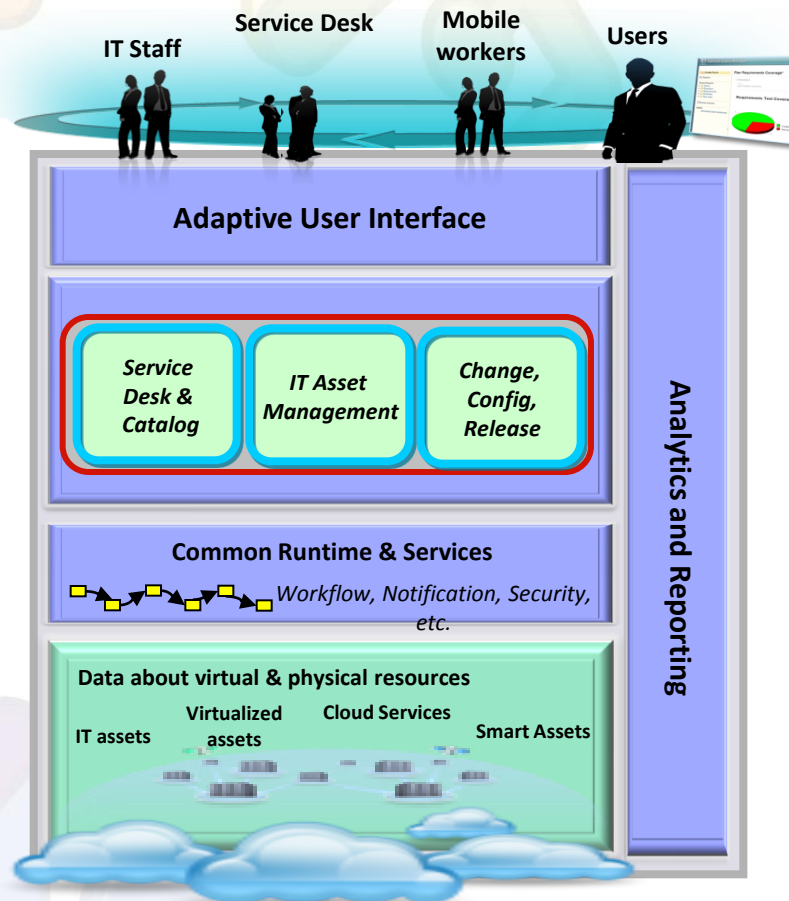 IT Staff
Service Desk
Mobile
workers
Users
Adaptive User Interface
Service
Desk &
Catalog
IT Asset
Management
Change,
Config,
Release
Analytics and Reporting
Common Runtime & Services
Workflow, Notification, Security,
etc.
Data about virtual & physical resources
IT assets
Virtualized
assets
Cloud Services
Smart Assets